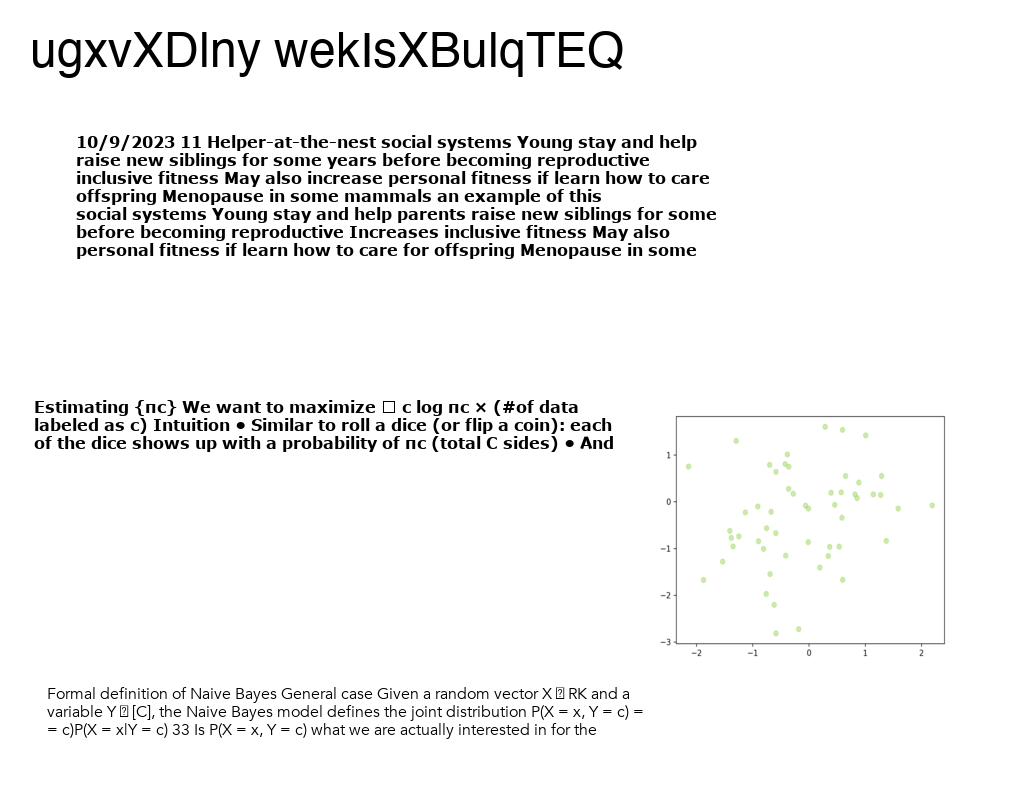 ugxvXDlny wekIsXBulqTEQ
10/9/2023 11 Helper-at-the-nest social systems Young stay and help
raise new siblings for some years before becoming reproductive
inclusive fitness May also increase personal fitness if learn how to care
offspring Menopause in some mammals an example of this
social systems Young stay and help parents raise new siblings for some
before becoming reproductive Increases inclusive fitness May also
personal fitness if learn how to care for offspring Menopause in some
Estimating {πc} We want to maximize □ c log πc × (#of data
labeled as c) Intuition • Similar to roll a dice (or flip a coin): each
of the dice shows up with a probability of πc (total C sides) • And
1
0
−1
−2
−3
−2 −1 0 1 2
Formal definition of Naive Bayes General case Given a random vector X ⍰ RK and a
variable Y ⍰ [C], the Naive Bayes model defines the joint distribution P(X = x, Y = c) =
= c)P(X = x|Y = c) 33 Is P(X = x, Y = c) what we are actually interested in for the